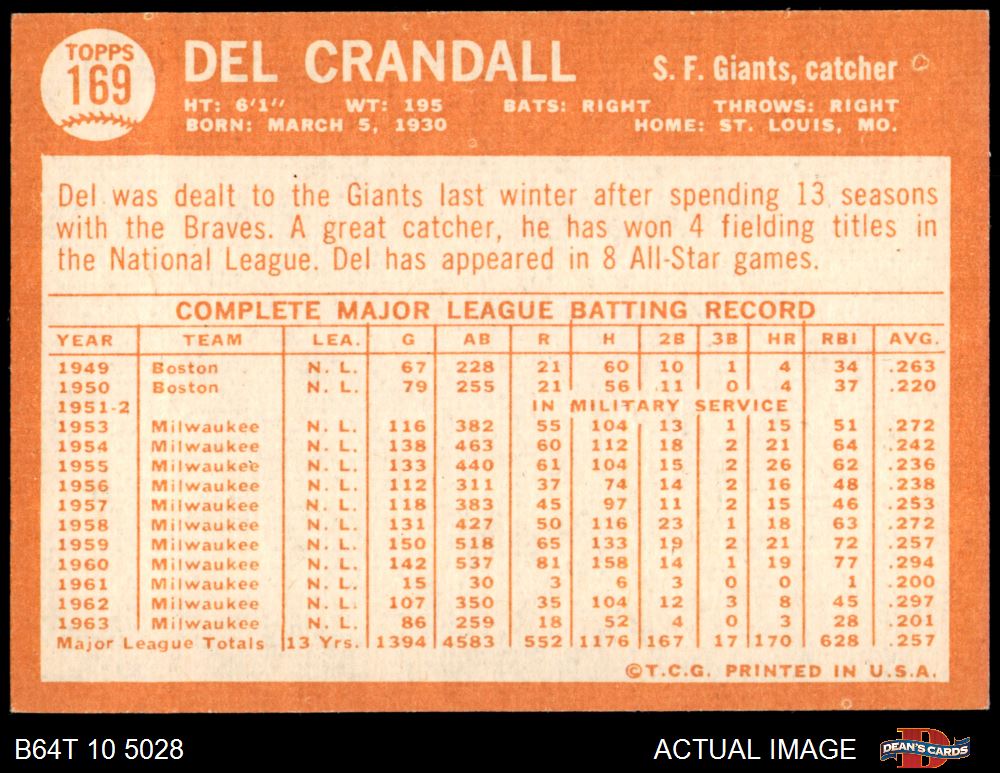 TOPPS
169
DEL CRANDALL
S. F. Giants, catcher
HT: 6'1" WT: 195 BATS: RIGHT THROWS: RIGHT
BORN: MARCH 5, 1930 HOME: ST. LOUIS, MO.
Del was dealt to the Giants last winter after spending 13 seasons
with the Braves. A great catcher, he has won 4 fielding titles in
the National League. Del has appeared in 8 All-Star games.
COMPLETE MAJOR LEAGUE BATTING RECORD
YEAR TEAM LEA. G AB R H 2B 3B HR RBI AVG.
1949 Boston N. L. 67 228 21 60 10 1 4 34 .263
1950 Boston N. L. 79 255 21 56 11 0 4 37 .220
1951-2 IN MILITARY SERVICE
1953 Milwaukee N. L. 116 382 55 104 13 1 15 51 .272
1954 Milwaukee N. L. 138 463 60 112 18 2 21 64 .242
1955 Milwaukee N. L. 133 440 61 104 15 2 26 62 .236
1956 Milwaukee N. L. 112 311 37 74 14 2 16 48 .238
1957 Milwaukee N. L. 118 383 45 97 11 2 15 46 .253
1958 Milwaukee N. L. 131 427 50 116 23 1 18 63 .272
1959 Milwaukee N. L. 150 518 65 133 19 2 21 72 .257
1960 Milwaukee N. L. 142 537 81 158 14 1 19 77 .294
1961 Milwaukee N. L. 15 30 3 6 3 0 0 1 .200
1962 Milwaukee N. L. 107 350 35 104 12 3 8 45 .297
1963 Milwaukee N. L. 86 259 18 52 4 0 3 28 .201
Major League Totals 13 Yrs. 1394 4583 552 1176 167 17 170 628 .257
©T.C.G. PRINTED IN U.S.A.
B64T 10 5028 ACTUAL IMAGE DEAN'S CARDS